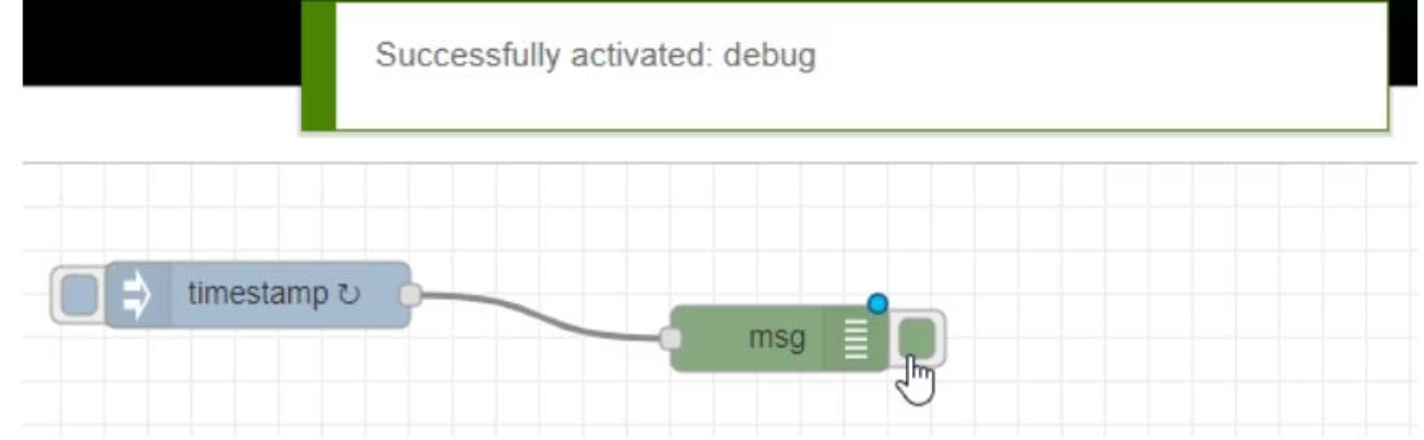 Successfully activated: debug
timestamp ↻
msg